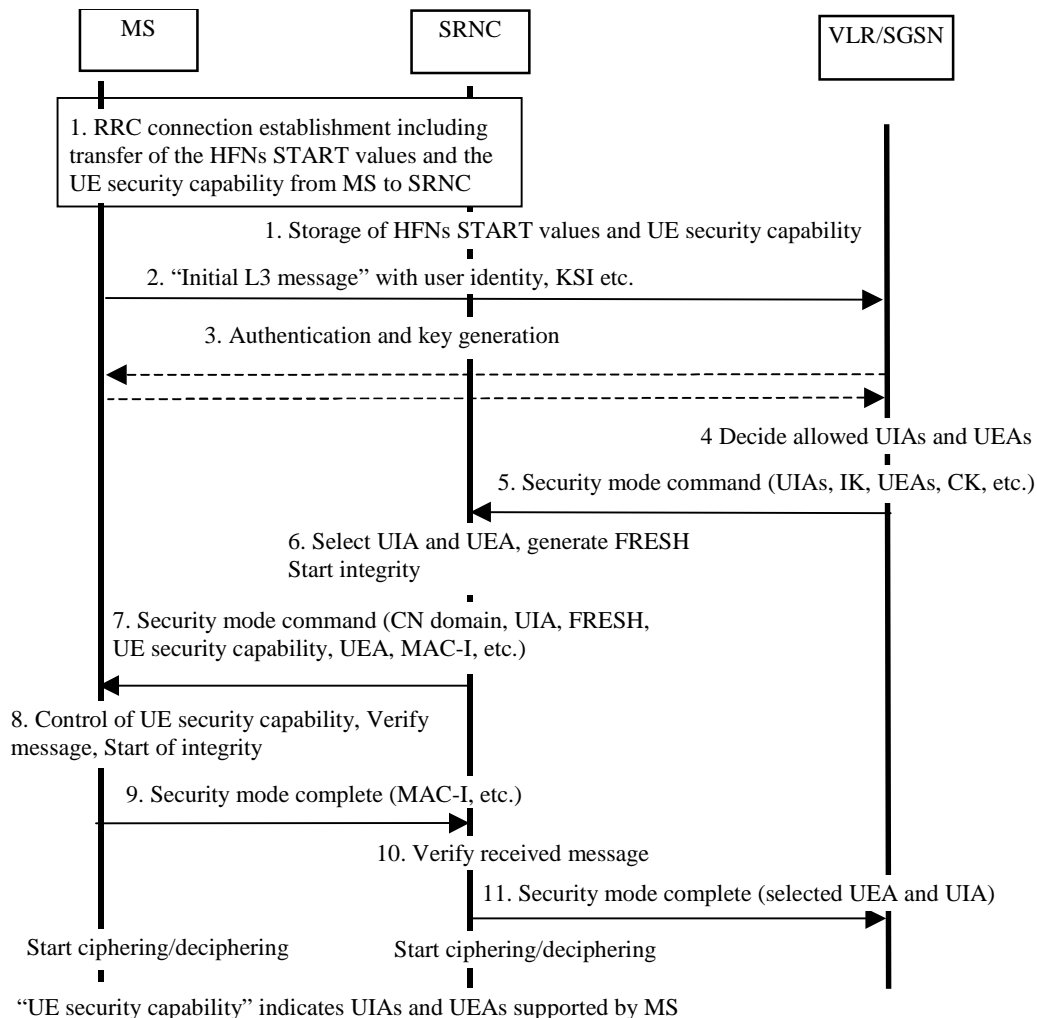 MS
SRNC
VLR/SGSN
1. RRC connection establishment including
transfer of the HFNs START values and the
UE security capability from MS to SRNC
1. Storage of HFNs START values and UE security capability
2. “Initial L3 message” with user identity, KSI etc.
3. Authentication and key generation
4 Decide allowed UIAs and UEAs
5. Security mode command (UIAs, IK, UEAs, CK, etc.)
6. Select UIA and UEA, generate FRESH
Start integrity
7. Security mode command (CN domain, UIA, FRESH,
UE security capability, UEA, MAC-I, etc.)
8. Control of UE security capability, Verify
message, Start of integrity
9. Security mode complete (MAC-I, etc.)
10. Verify received message
11. Security mode complete (selected UEA and UIA)
Start ciphering/deciphering
Start ciphering/deciphering
“UE security capability” indicates UIAs and UEAs supported by MS